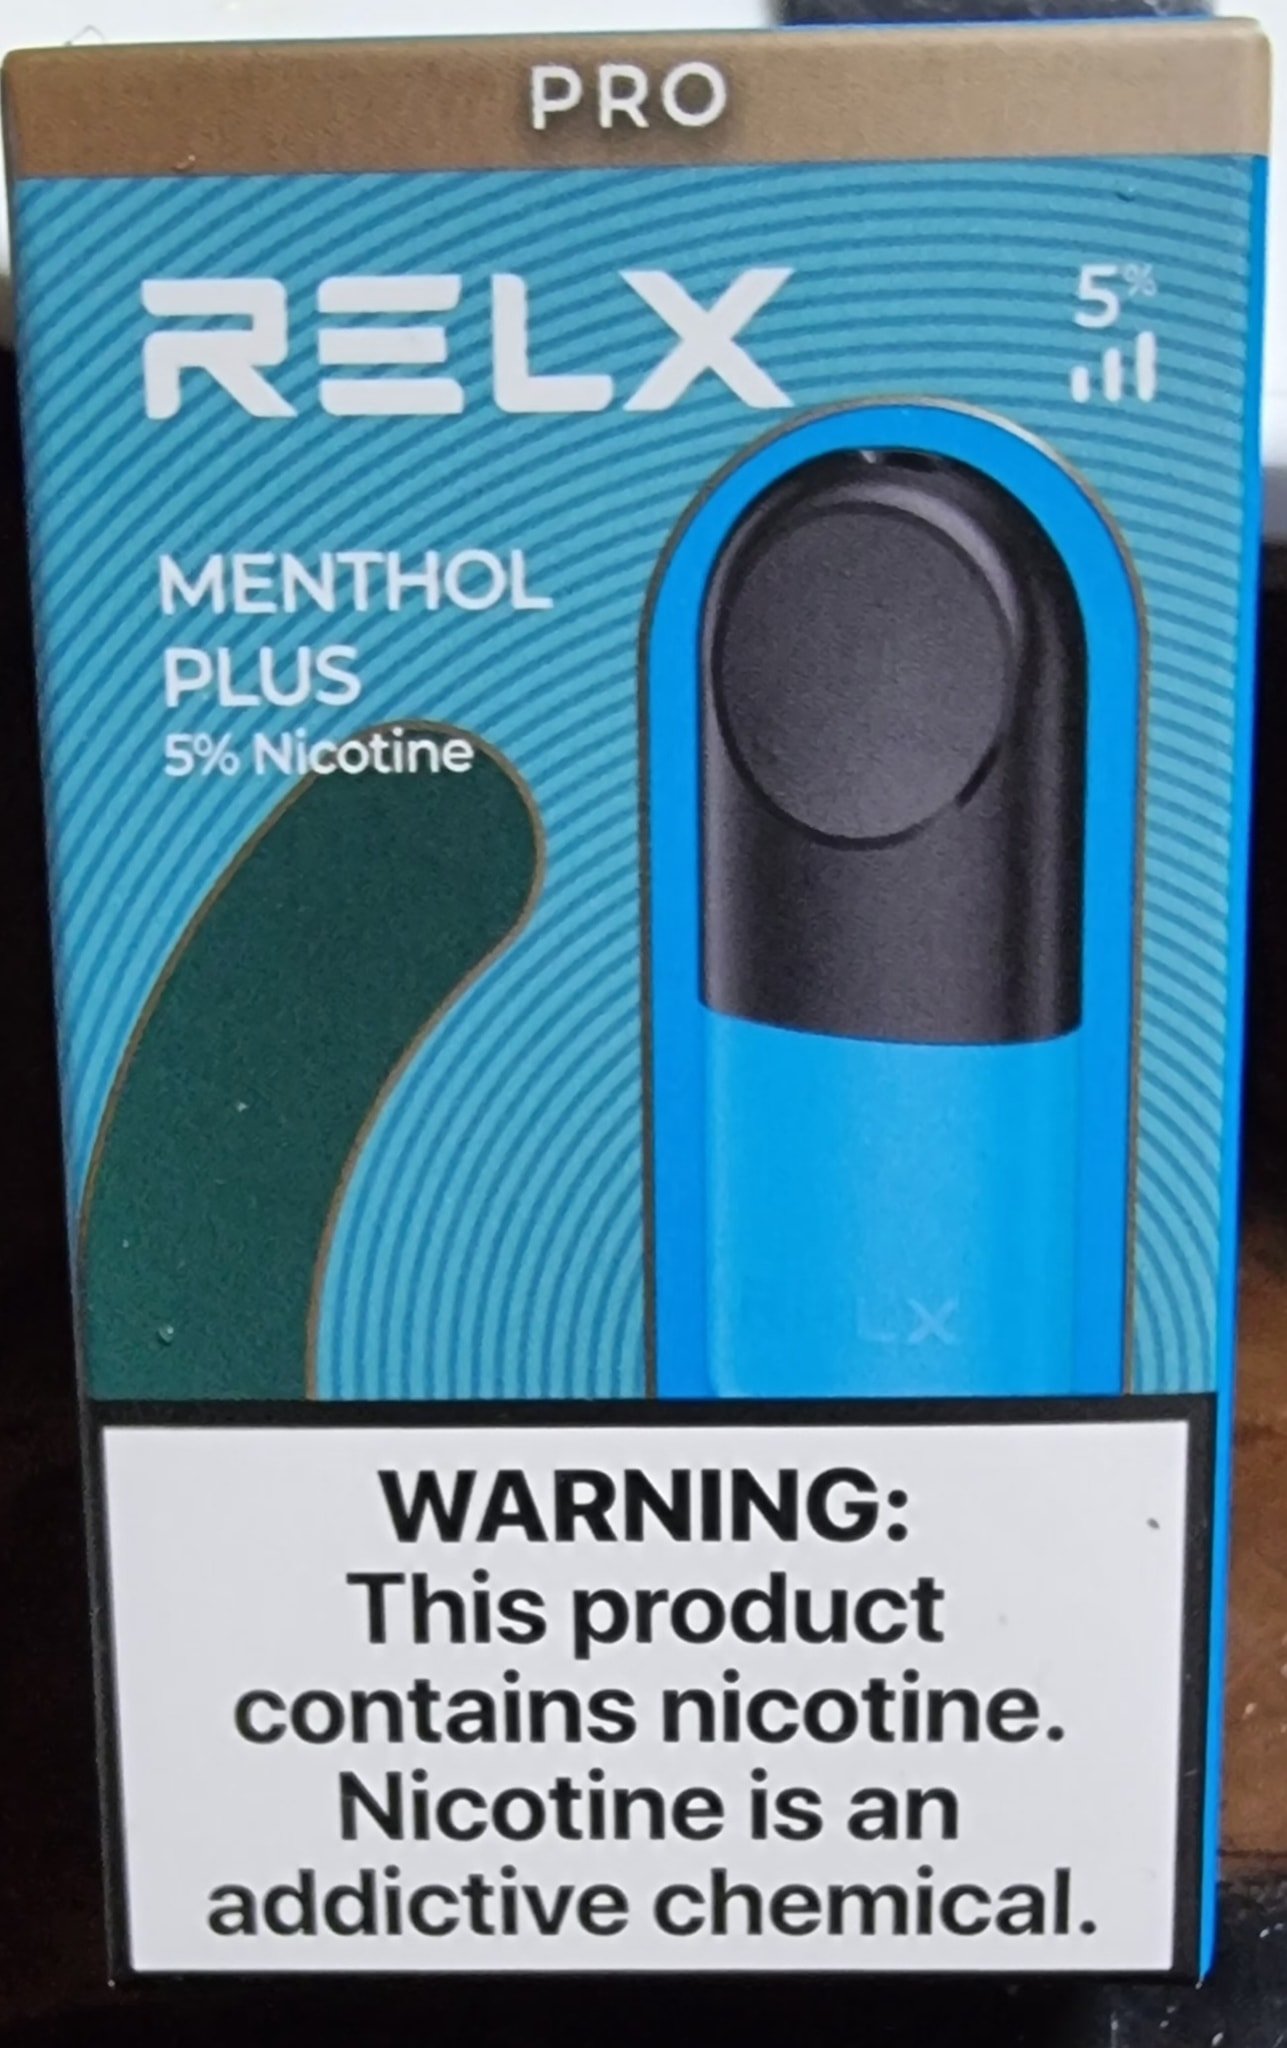 PRO
RELX
5%
MENTHOL
PLUS
5% Nicotine
LX
WARNING:
This product
contains nicotine.
Nicotine is an
addictive chemical.